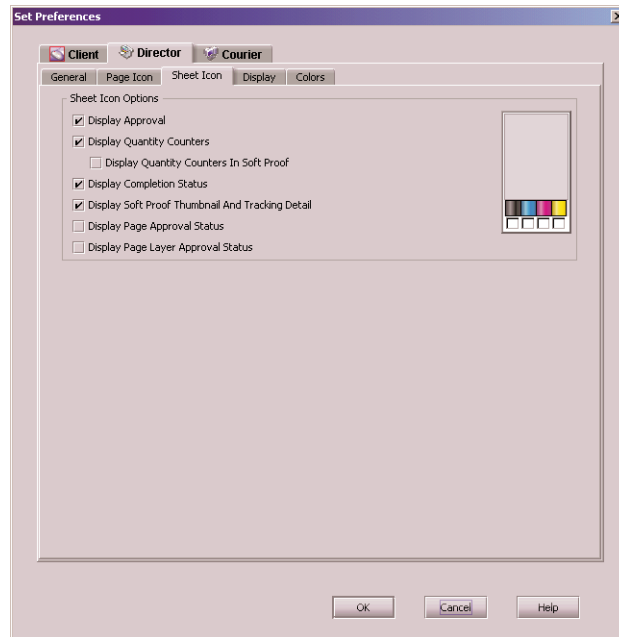 Set Preferences
Client Director Courier
General Page Icon Sheet Icon Display Colors
Sheet Icon Options
Display Approval
Display Quantity Counters
Display Quantity Counters In Soft Proof
Display Completion Status
Display Soft Proof Thumbnail And Tracking Detail
Display Page Approval Status
Display Page Layer Approval Status
OK Cancel Help